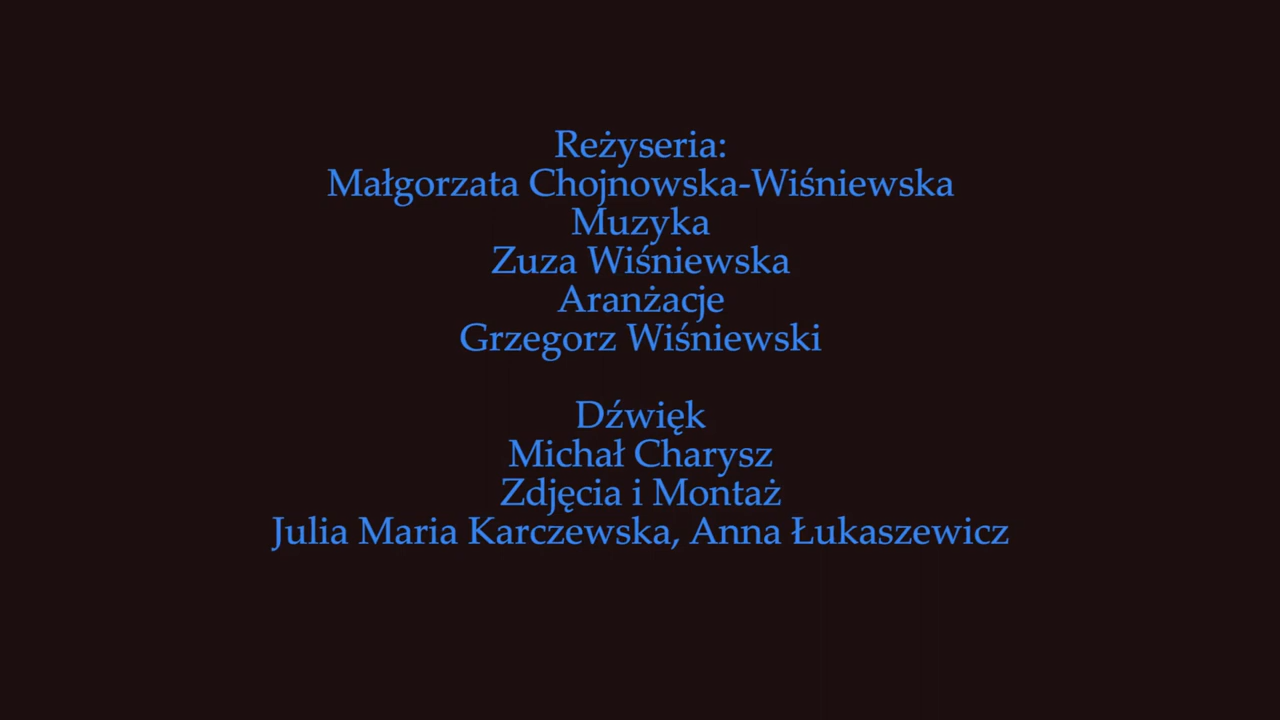 Reżyseria:
Małgorzata Chojnowska-Wiśniewska
Muzyka
Zuza Wiśniewska
Aranżacje
Grzegorz Wiśniewski
Dźwięk
Michał Charysz
Zdjęcia i Montaż
Julia Maria Karczewska, Anna Łukaszewicz